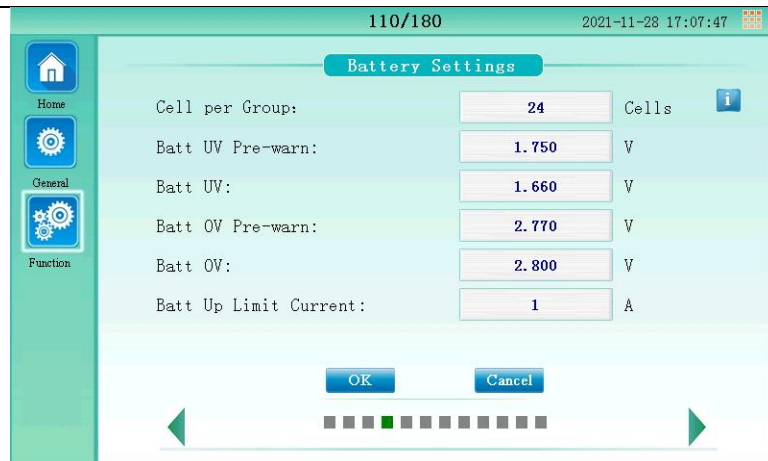 110/180 2021-11-28 17:07:47
Battery Settings
Home
Cell per Group: 24 Cells i
Batt UV Pre-warn: 1.750 V
General
Batt UV: 1.660 V
Batt OV Pre-warn: 2.770 V
Function
Batt OV: 2.800 V
Batt Up Limit Current: 1 A
OK Cancel